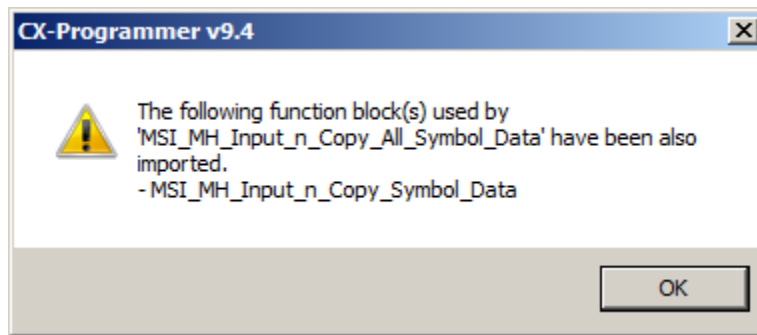 CX-Programmer v9.4
The following function block(s) used by
'MSI_MH_Input_n_Copy_All_Symbol_Data' have been also
imported.
- MSI_MH_Input_n_Copy_Symbol_Data
OK